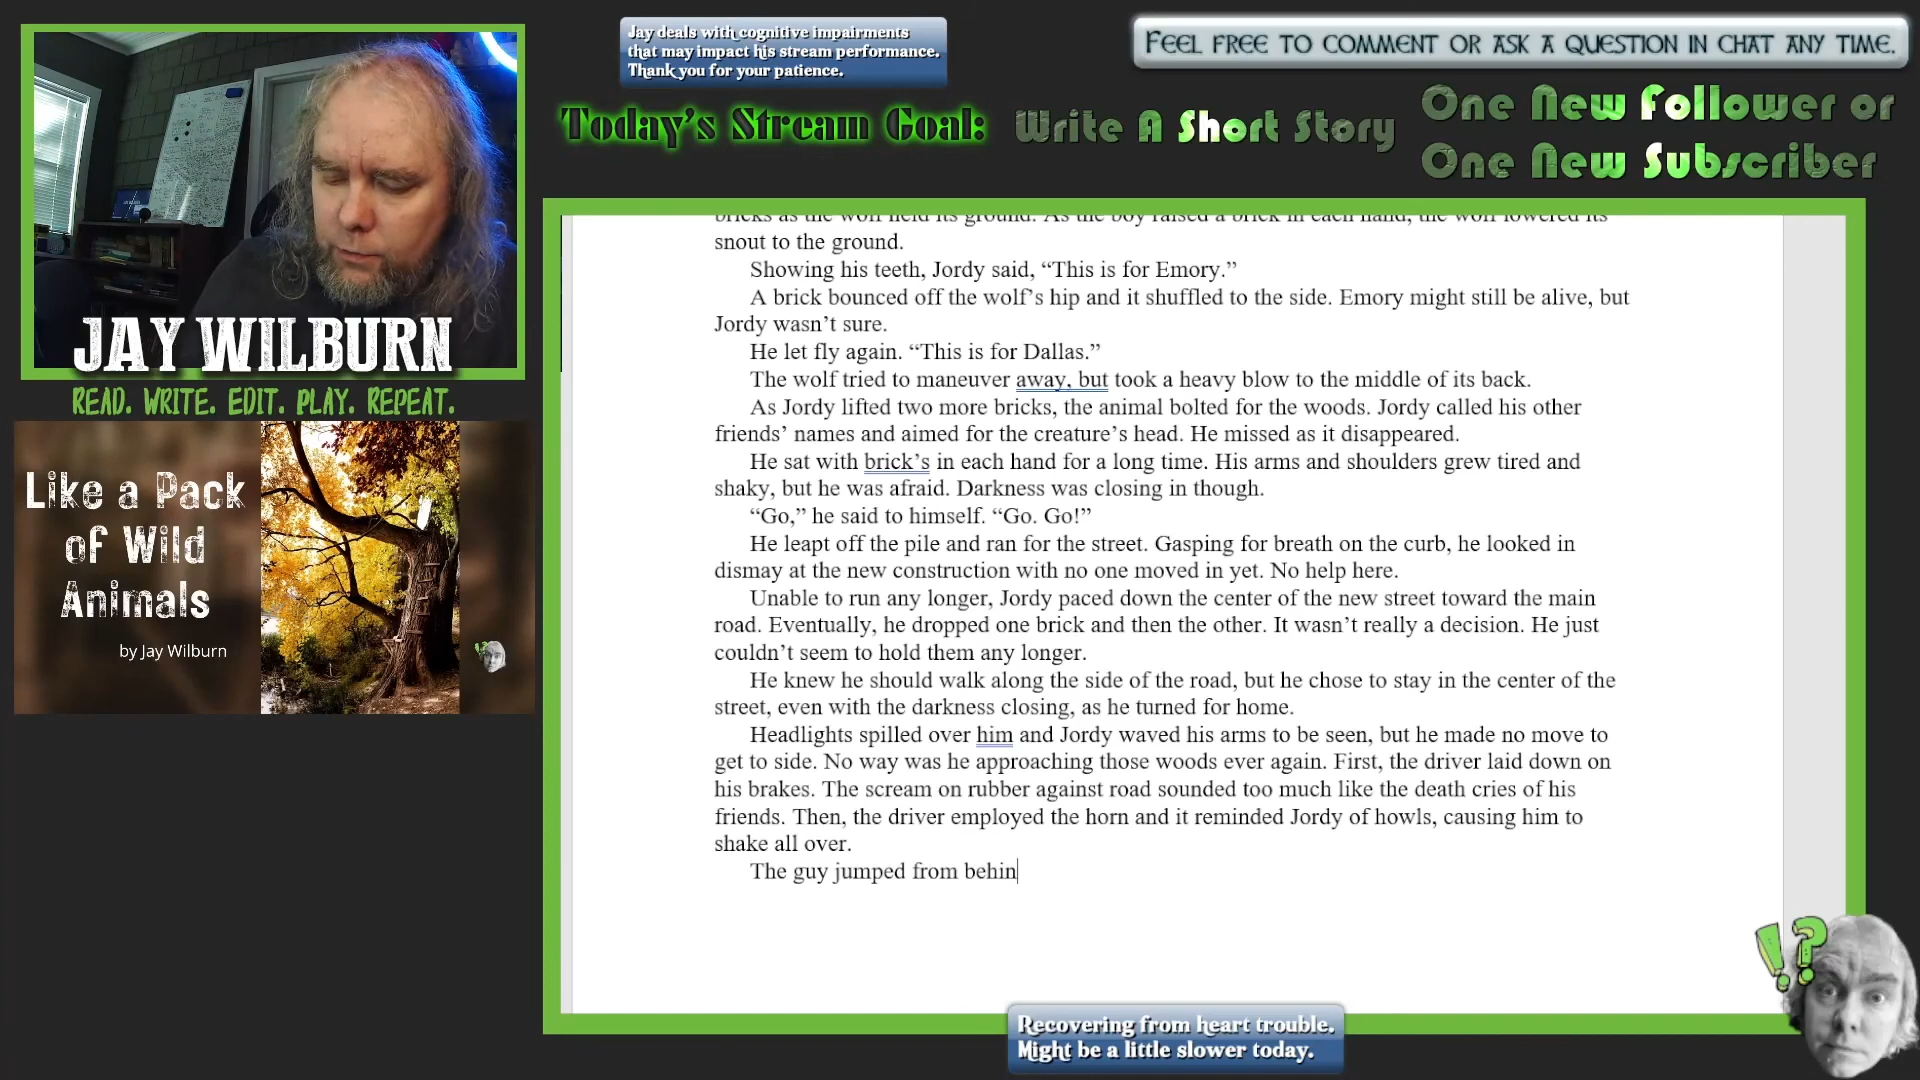 Jay deals with cognitive impairments
that may impact his stream performance.
Thank you for your patience.
FEEL FREE TO COMMENT OR ASK A QUESTION IN CHAT ANY TIME.
Today's Stream Goal:
Write A Short Story
One New Follower or
One New Subscriber
JAY WILBURN
READ. WRITE. EDIT. PLAY. REPEAT.
Like a Pack
of Wild
Animals
by Jay Wilburn
bricks as the wolf held its ground. As the boy raised a brick in each hand, the wolf lowered its
snout to the ground.
Showing his teeth, Jordy said, “This is for Emory.”
A brick bounced off the wolf’s hip and it shuffled to the side. Emory might still be alive, but
Jordy wasn’t sure.
He let fly again. “This is for Dallas.”
The wolf tried to maneuver away, but took a heavy blow to the middle of its back.
As Jordy lifted two more bricks, the animal bolted for the woods. Jordy called his other
friends’ names and aimed for the creature’s head. He missed as it disappeared.
He sat with brick’s in each hand for a long time. His arms and shoulders grew tired and
shaky, but he was afraid. Darkness was closing in though.
“Go,” he said to himself. “Go. Go!”
He leapt off the pile and ran for the street. Gasping for breath on the curb, he looked in
dismay at the new construction with no one moved in yet. No help here.
Unable to run any longer, Jordy paced down the center of the new street toward the main
road. Eventually, he dropped one brick and then the other. It wasn’t really a decision. He just
couldn’t seem to hold them any longer.
He knew he should walk along the side of the road, but he chose to stay in the center of the
street, even with the darkness closing, as he turned for home.
Headlights spilled over him and Jordy waved his arms to be seen, but he made no move to
get to side. No way was he approaching those woods ever again. First, the driver laid down on
his brakes. The scream on rubber against road sounded too much like the death cries of his
friends. Then, the driver employed the horn and it reminded Jordy of howls, causing him to
shake all over.
The guy jumped from behin
!?
Recovering from heart trouble.
Might be a little slower today.